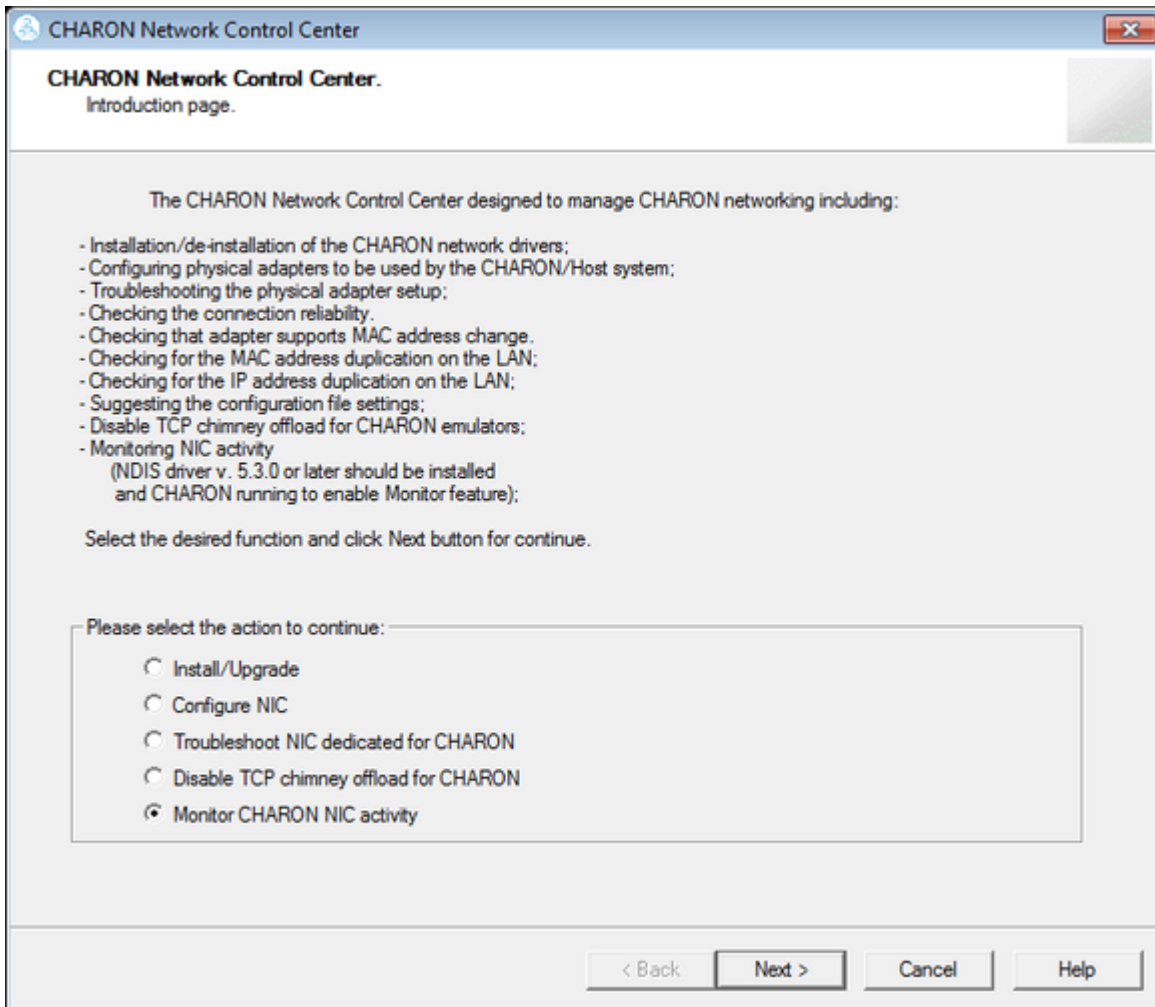 CHARON Network Control Center
CHARON Network Control Center.
Introduction page.
The CHARON Network Control Center designed to manage CHARON networking including:
- Installation/de-installation of the CHARON network drivers;
- Configuring physical adapters to be used by the CHARON/Host system;
- Troubleshooting the physical adapter setup;
- Checking the connection reliability.
- Checking that adapter supports MAC address change.
- Checking for the MAC address duplication on the LAN;
- Checking for the IP address duplication on the LAN;
- Suggesting the configuration file settings;
- Disable TCP chimney offload for CHARON emulators;
- Monitoring NIC activity
(NDIS driver v. 5.3.0 or later should be installed
and CHARON running to enable Monitor feature);
Select the desired function and click Next button for continue.
Please select the action to continue:
Install/Upgrade
Configure NIC
Troubleshoot NIC dedicated for CHARON
Disable TCP chimney offload for CHARON
Monitor CHARON NIC activity
< Back Next > Cancel Help